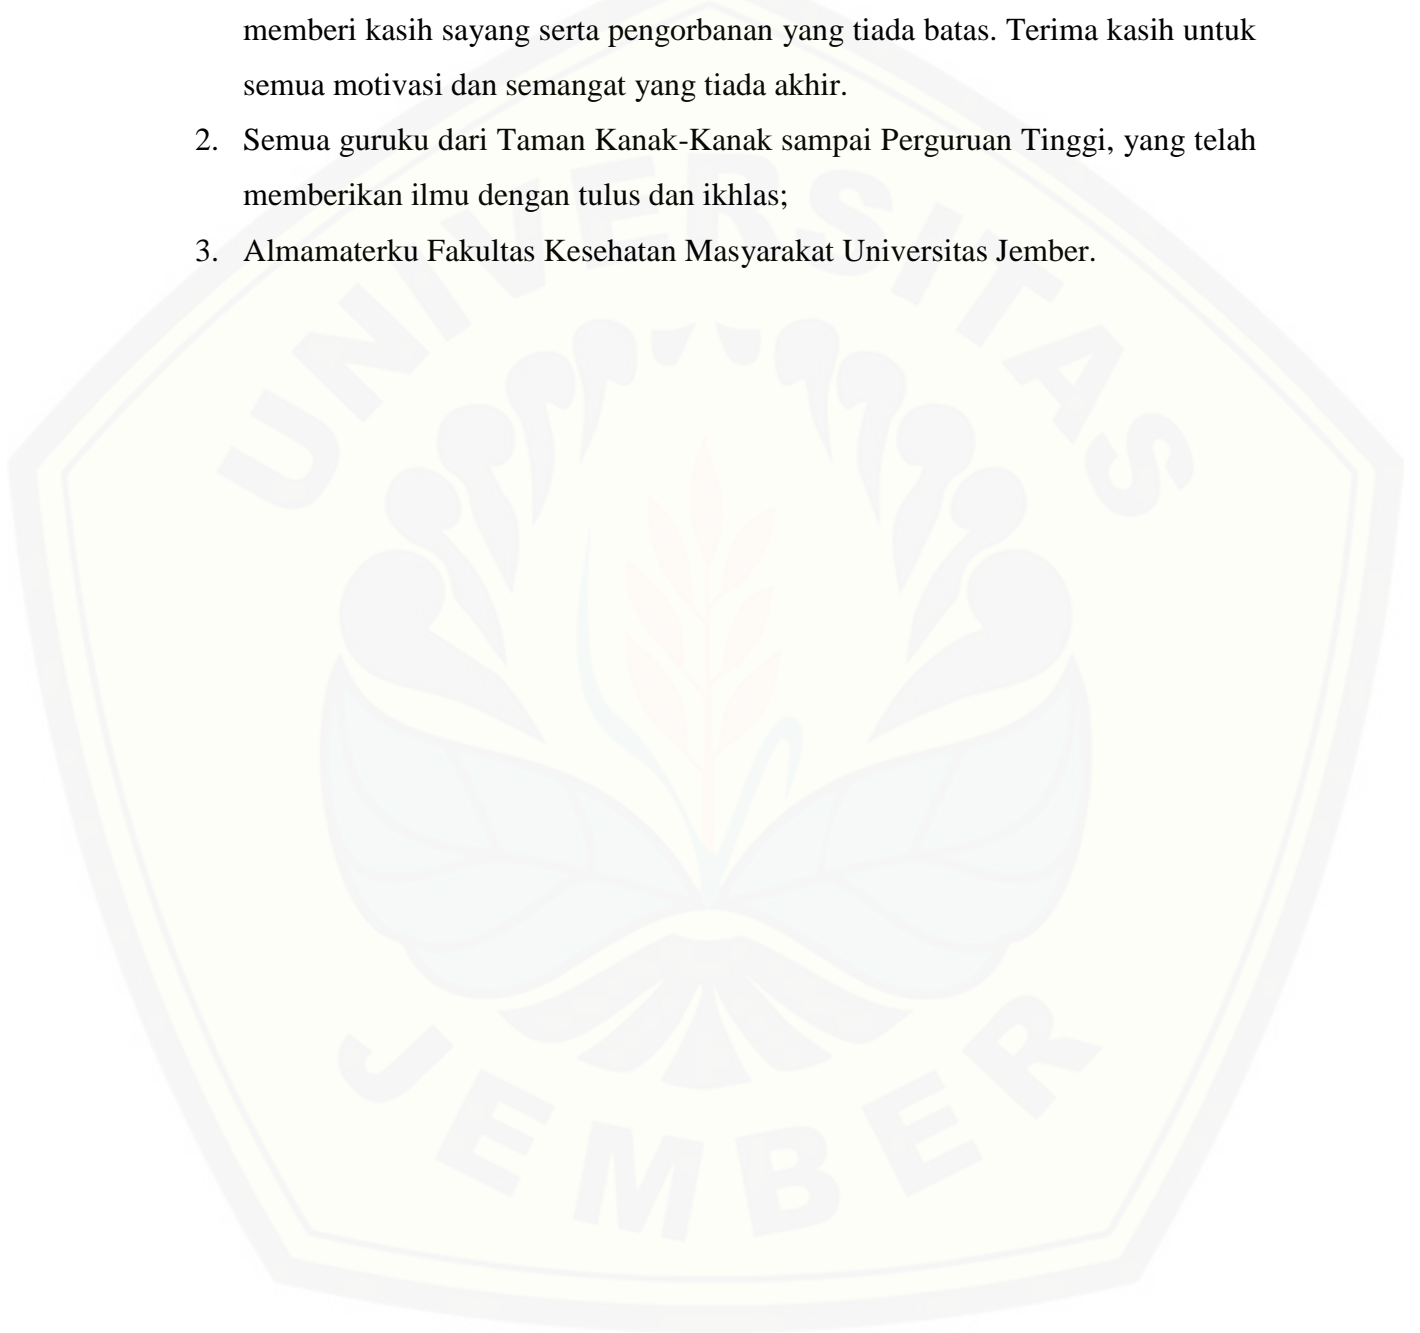 memberi kasih sayang serta pengorbanan yang tiada batas. Terima kasih untuk
semua motivasi dan semangat yang tiada akhir.
2. Semua guruku dari Taman Kanak-Kanak sampai Perguruan Tinggi, yang telah
memberikan ilmu dengan tulus dan ikhlas;
3. Almamaterku Fakultas Kesehatan Masyarakat Universitas Jember.
UNIVERSITAS
JEMBER